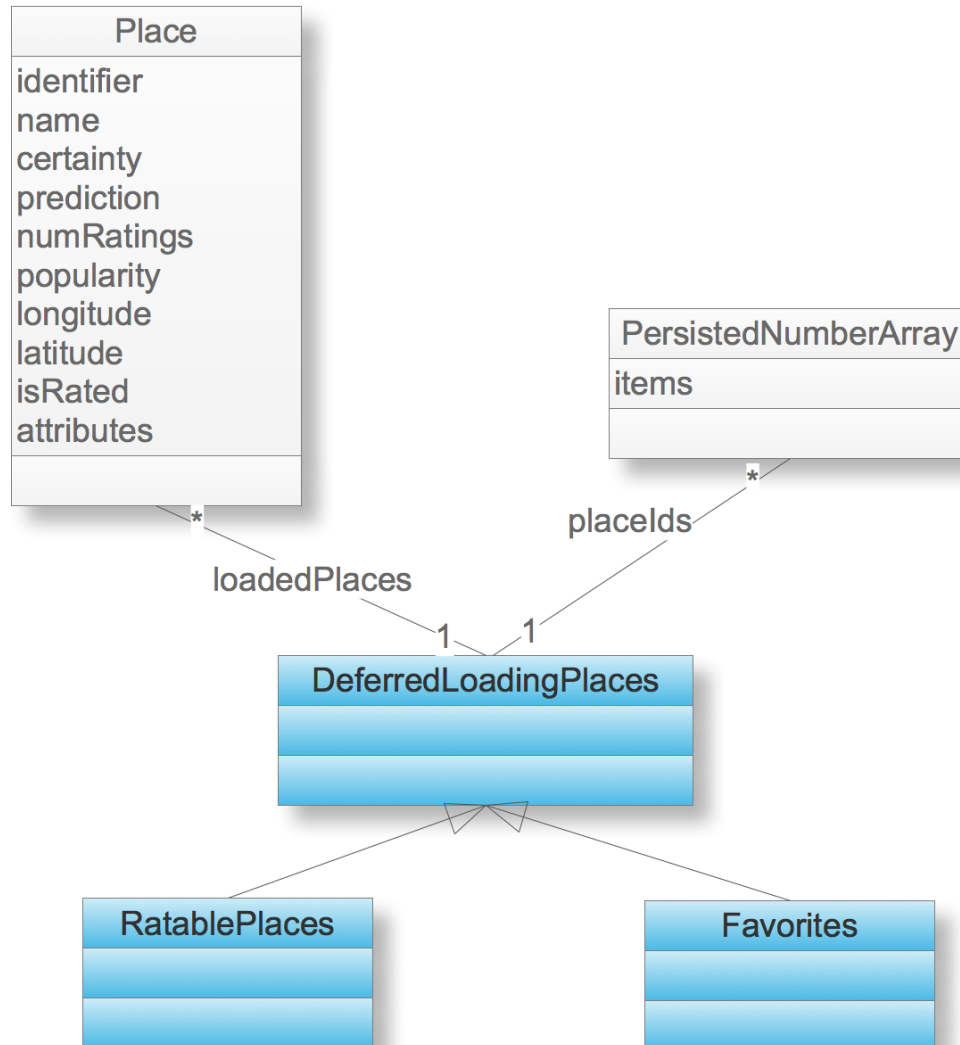 Place
identifier
name
certainty
prediction
numRatings
popularity
longitude
latitude
isRated
attributes
PersistedNumberArray
items
*
*
placeIds
loadedPlaces
1
1
DeferredLoadingPlaces
RatablePlaces
Favorites